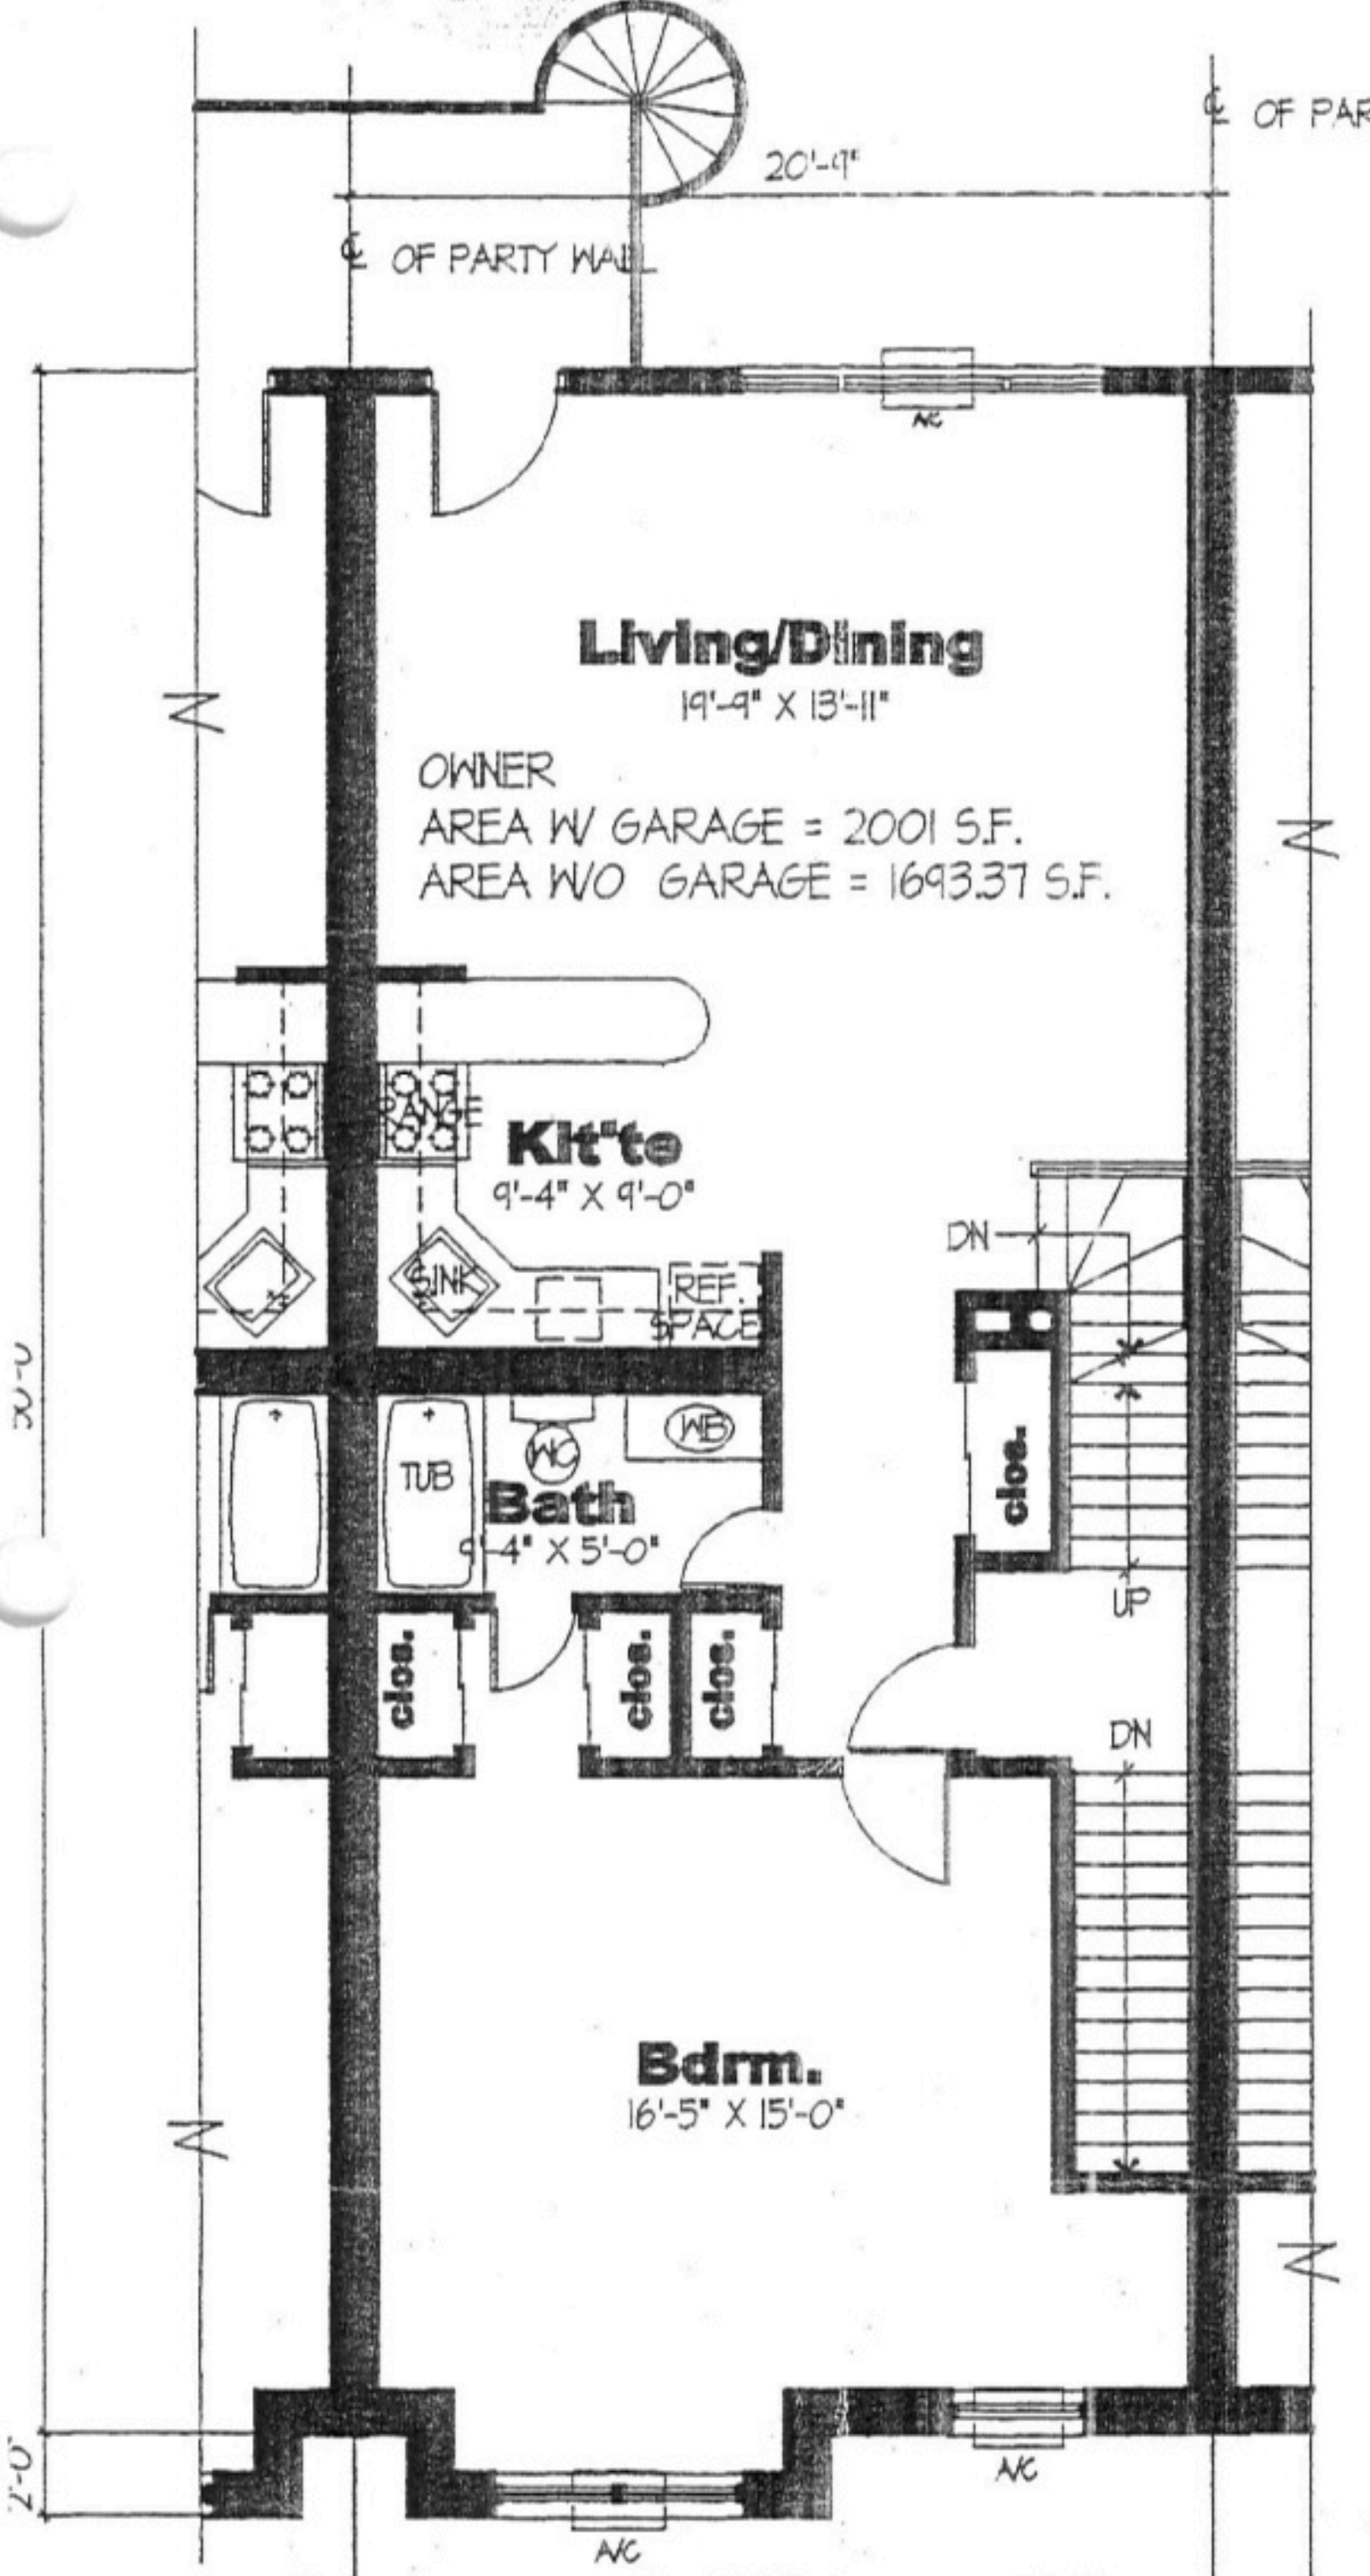 ℄ OF PAR
20'-9"
℄ OF PARTY WALL
A/C
Living/Dining
19'-9" X 13'-11"
OWNER
AREA W/ GARAGE = 2001 S.F.
AREA W/O GARAGE = 1693.37 S.F.
RANGE
Kit'te
9'-4" X 9'-0"
DN
SINK
REF.
SPACE
WB
WC
TUB
Bath
9'-4" X 5'-0"
clos.
UP
clos.
clos.
clos.
DN
Bdrm.
16'-5" X 15'-0"
2'-0"
A/C
A/C